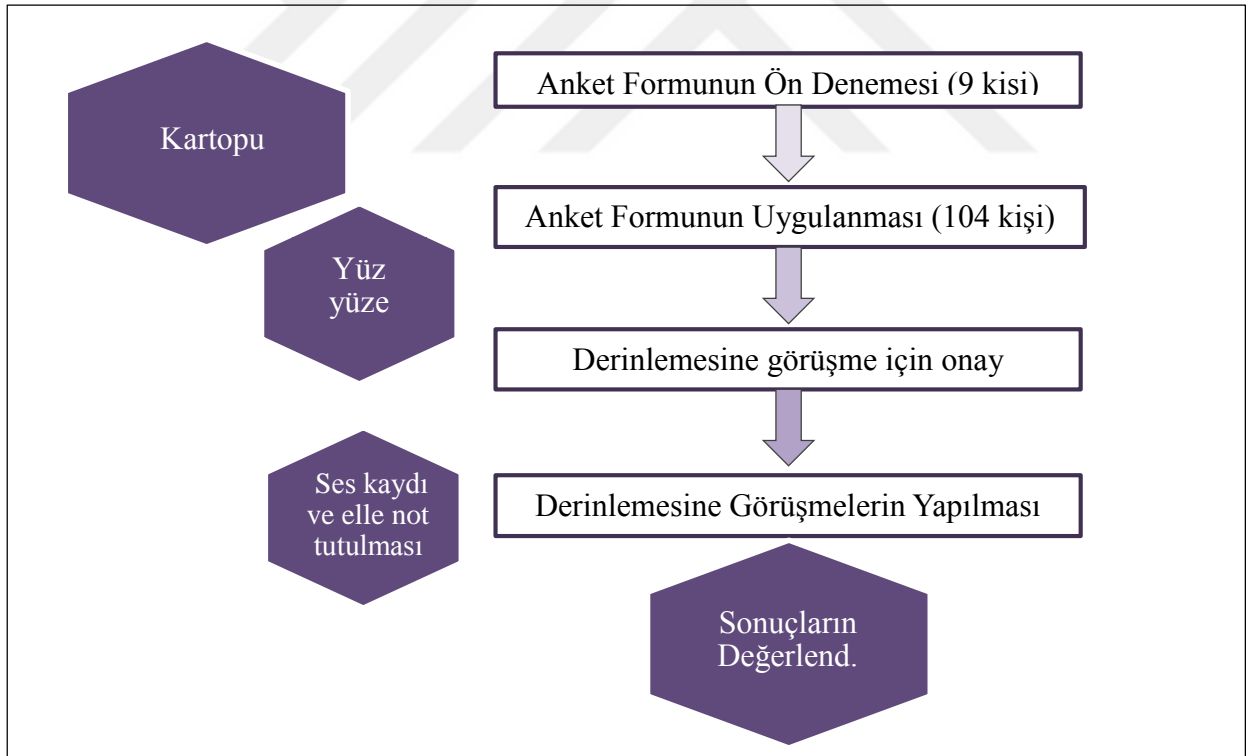 Kartopu
Anket Formunun Ön Denemesi (9 kişi)
Anket Formunun Uygulanması (104 kişi)
Yüz
yüze
Derinlemesine görüşme için onay
Ses kaydı
ve elle not
tutulması
Derinlemesine Görüşmelerin Yapılması
Sonuçların
Değerlend.